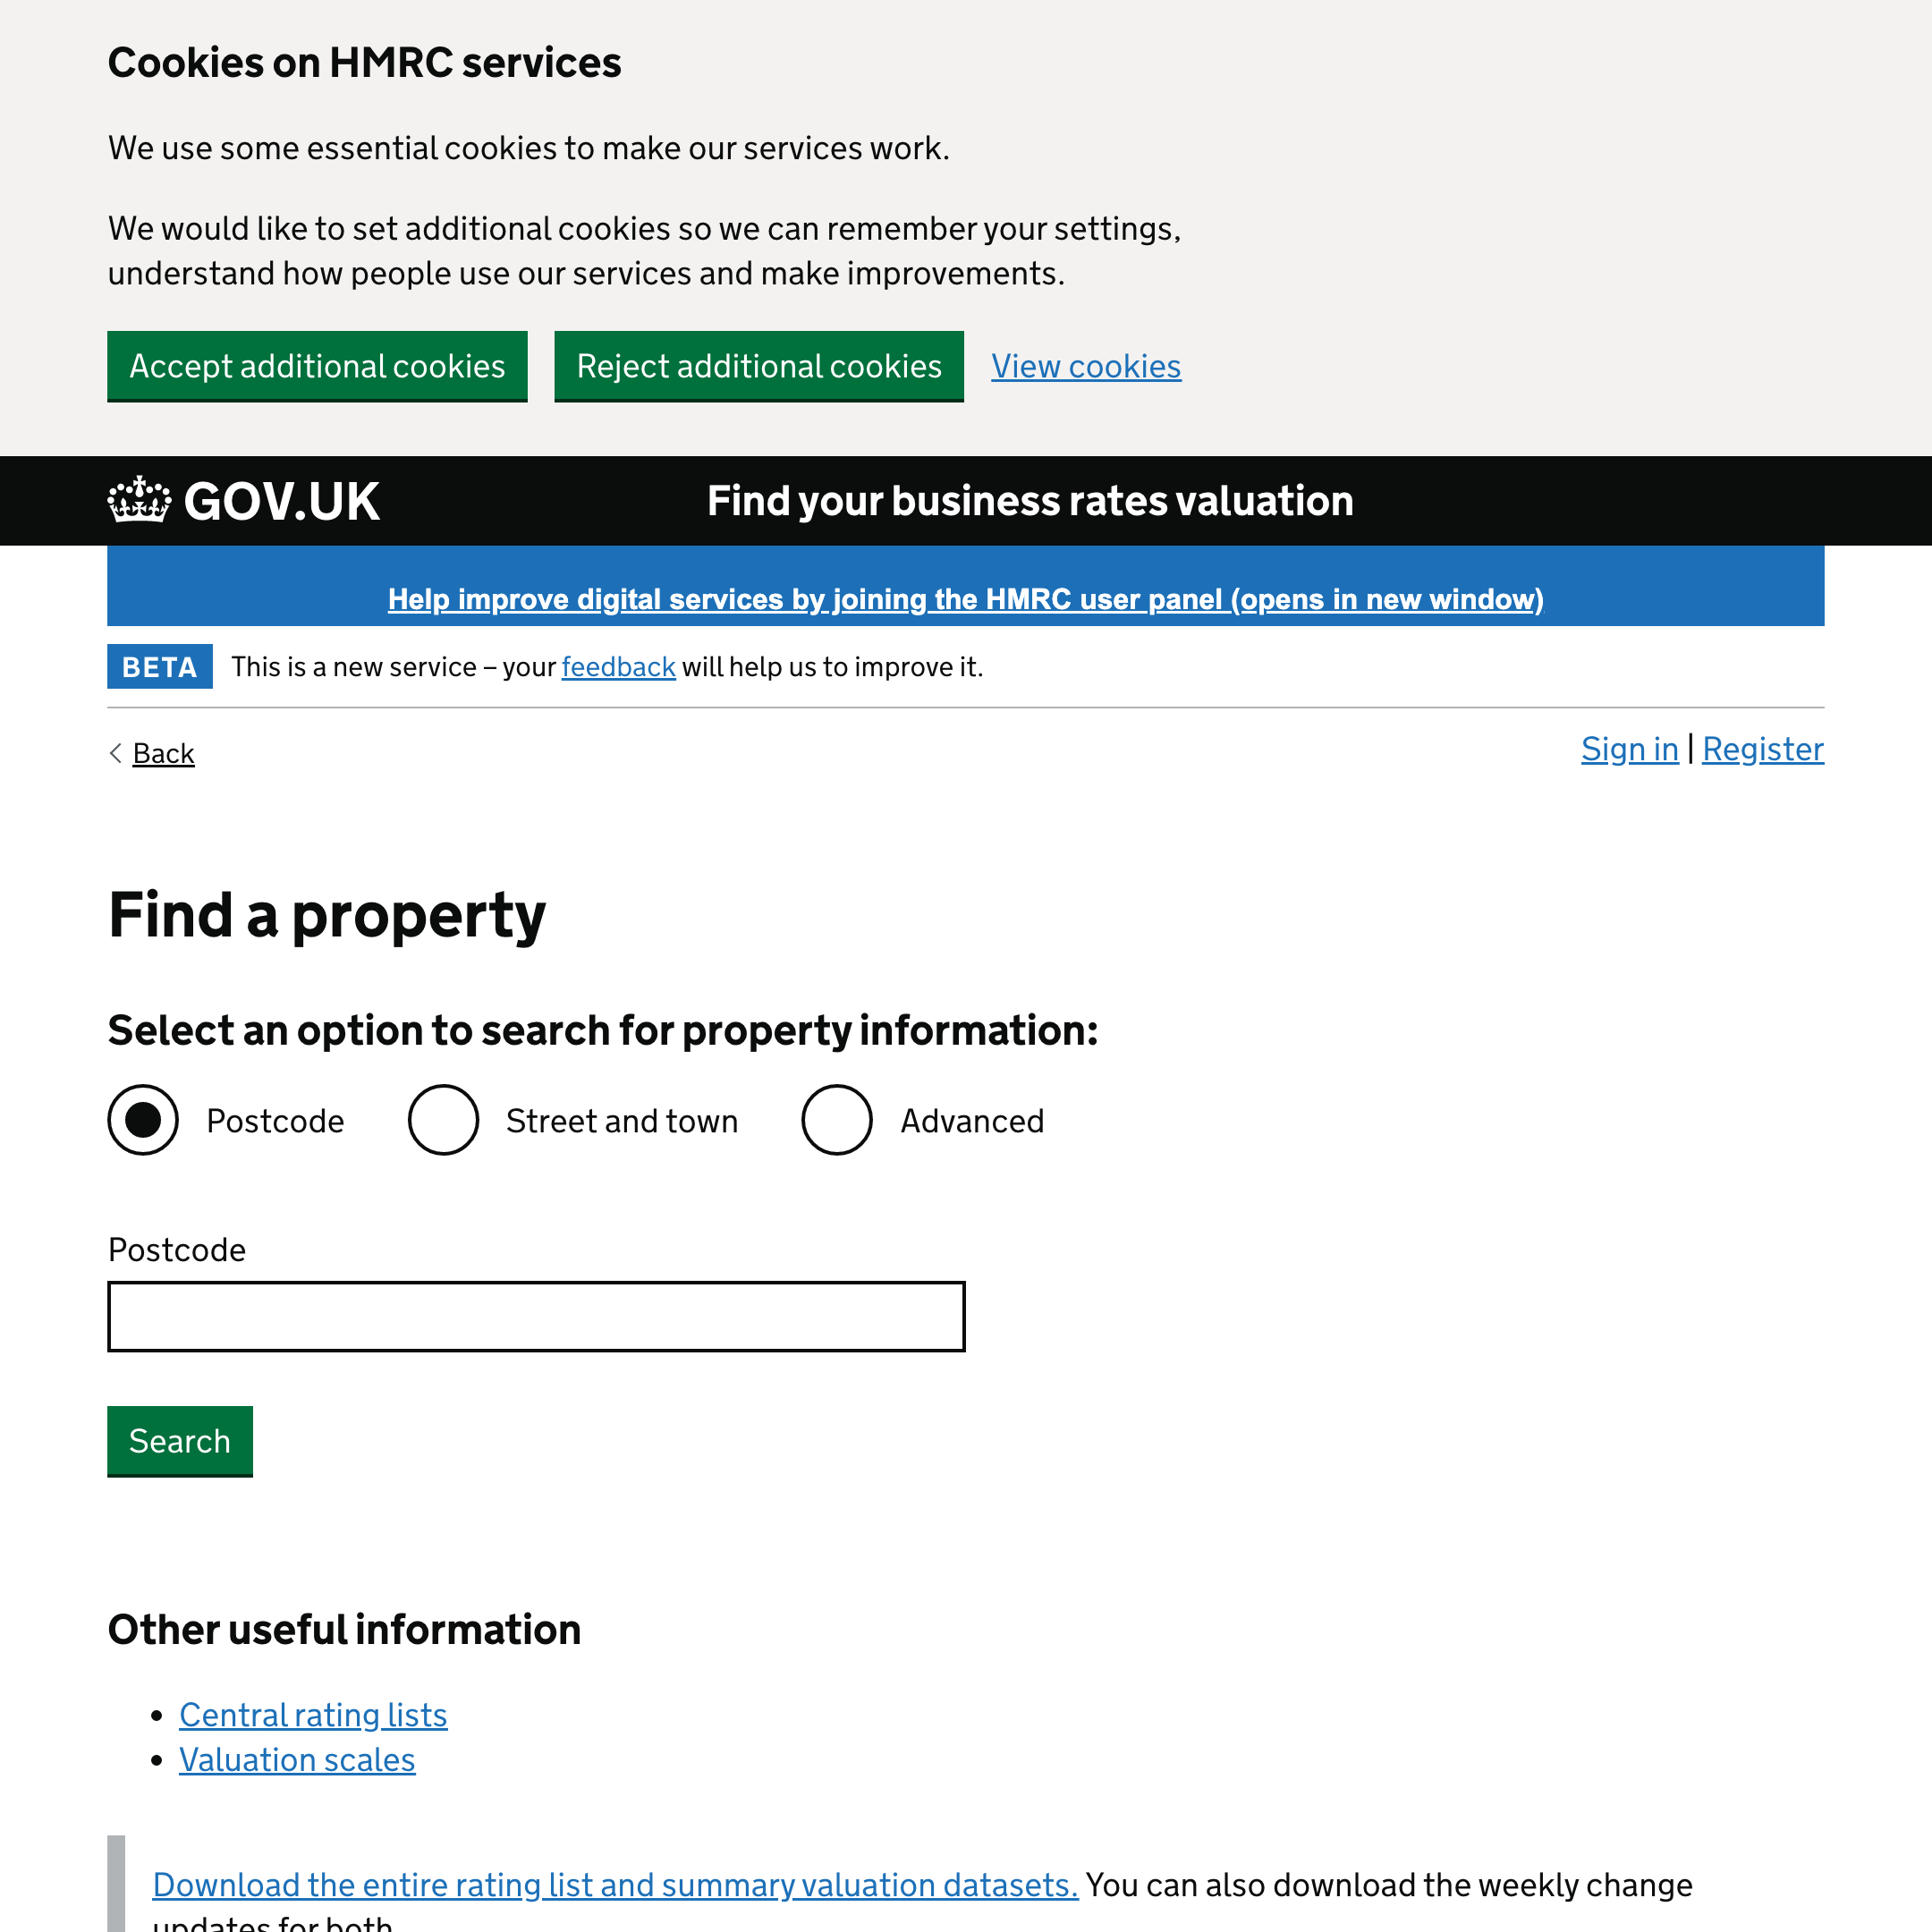 Cookies on HMRC services
We use some essential cookies to make our services work.
We would like to set additional cookies so we can remember your settings,
understand how people use our services and make improvements.
Accept additional cookies Reject additional cookies View cookies
GOV.UK Find your business rates valuation
Help improve digital services by joining the HMRC user panel (opens in new window)
BETA This is a new service – your feedback will help us to improve it.
Back Sign in | Register
Find a property
Select an option to search for property information:
Postcode Street and town Advanced
Postcode
Search
Other useful information
• Central rating lists
• Valuation scales
Download the entire rating list and summary valuation datasets. You can also download the weekly change
updates for both